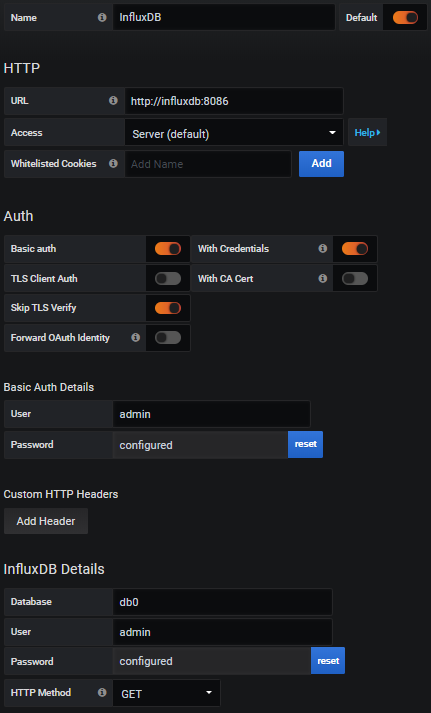 Name InfluxDB Default
HTTP
URL http://influxdb:8086
Access Server (default) Help
Whitelisted Cookies Add Name Add
Auth
Basic auth With Credentials
TLS Client Auth With CA Cert
Skip TLS Verify
Forward OAuth Identity
Basic Auth Details
User admin
Password configured reset
Custom HTTP Headers
Add Header
InfluxDB Details
Database db0
User admin
Password configured reset
HTTP Method GET